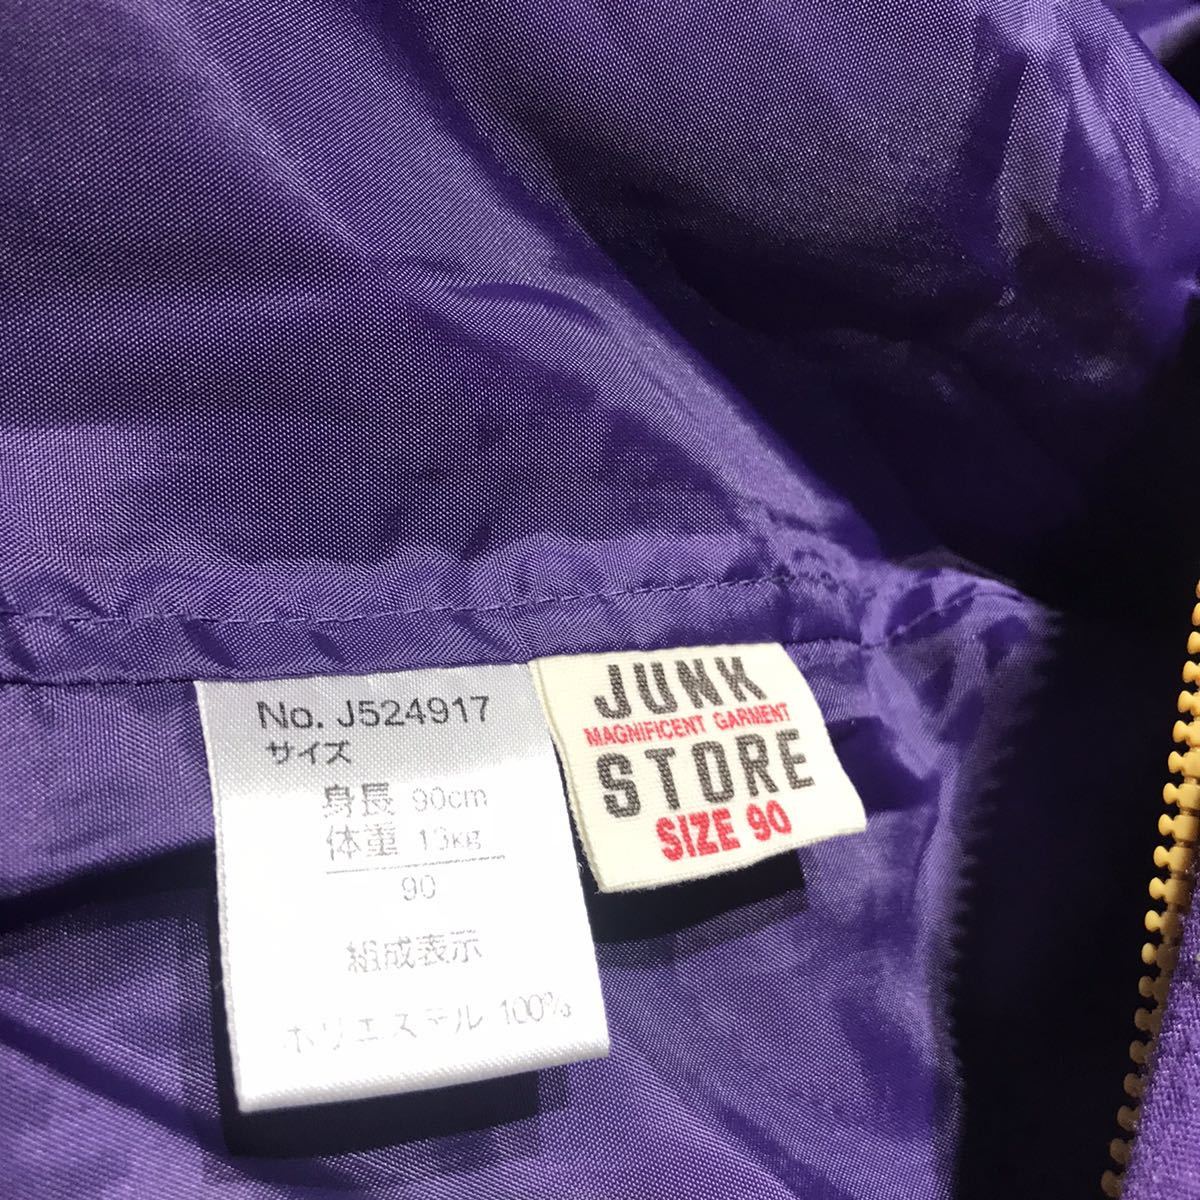 No. J524917
サイズ
身長 90cm
体重 13kg
90
組成表示
ポリエステル 100%
JUNK
MAGNIFICENT GARMENT
STORE
SIZE 90